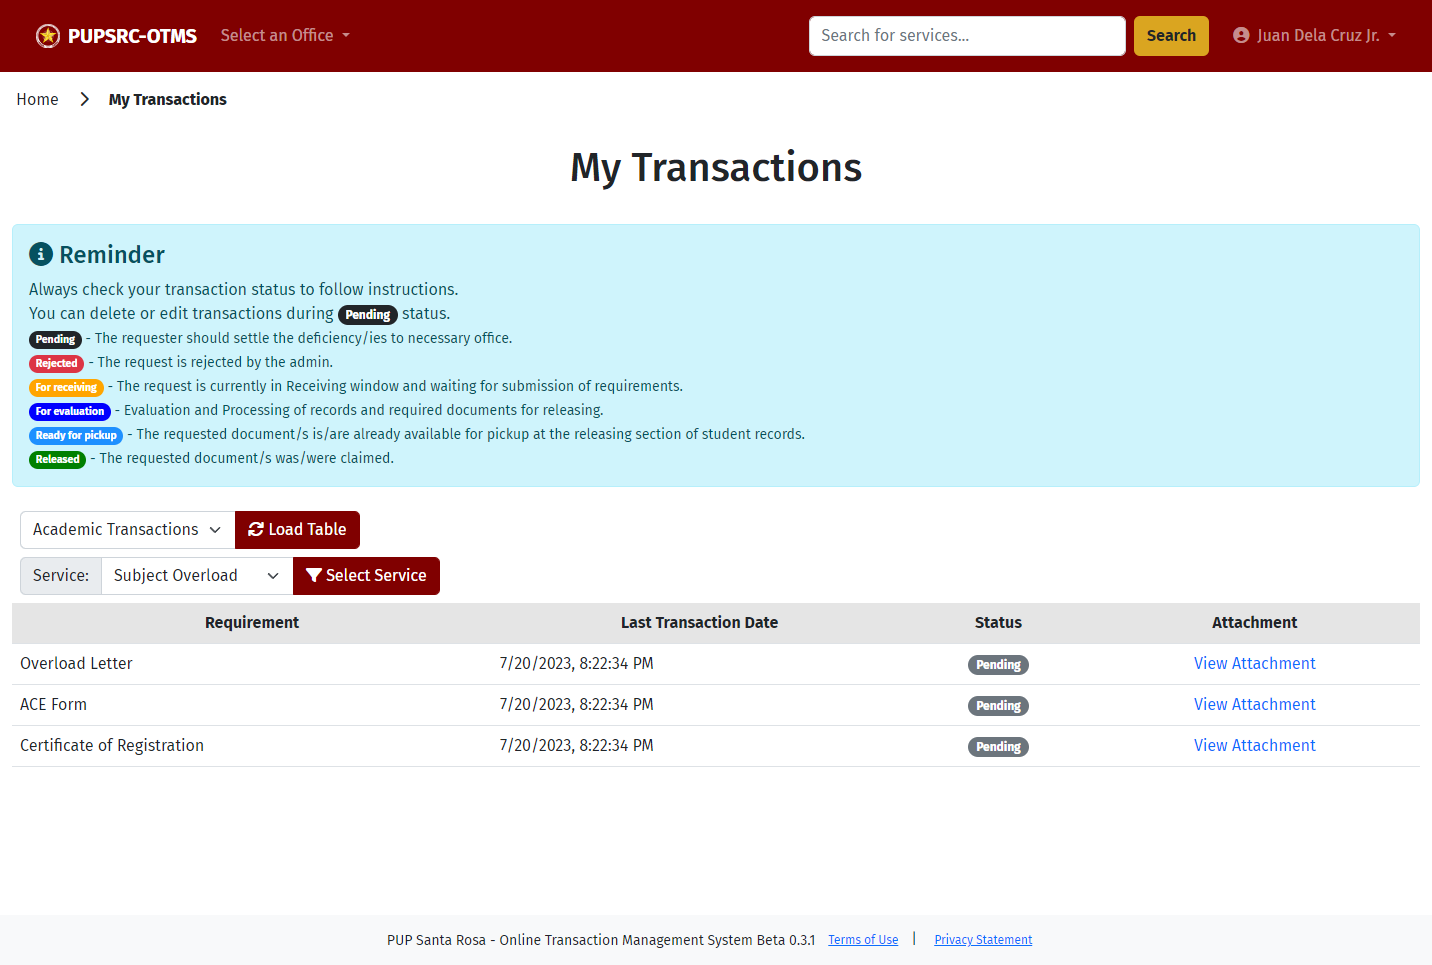 PUPSRC-OTMS Select an Office Search for services... Search Juan Dela Cruz Jr.
Home My Transactions
My Transactions
Reminder
Always check your transaction status to follow instructions.
You can delete or edit transactions during Pending status.
Pending - The requester should settle the deficiency/ies to necessary office.
Rejected - The request is rejected by the admin.
For receiving - The request is currently in Receiving window and waiting for submission of requirements.
For evaluation - Evaluation and Processing of records and required documents for releasing.
Ready for pickup - The requested document/s is/are already available for pickup at the releasing section of student records.
Released - The requested document/s was/were claimed.
Academic Transactions Load Table
Service: Subject Overload Select Service
Requirement Last Transaction Date Status Attachment
Overload Letter 7/20/2023, 8:22:34 PM Pending View Attachment
ACE Form 7/20/2023, 8:22:34 PM Pending View Attachment
Certificate of Registration 7/20/2023, 8:22:34 PM Pending View Attachment
PUP Santa Rosa - Online Transaction Management System Beta 0.3.1 Terms of Use | Privacy Statement